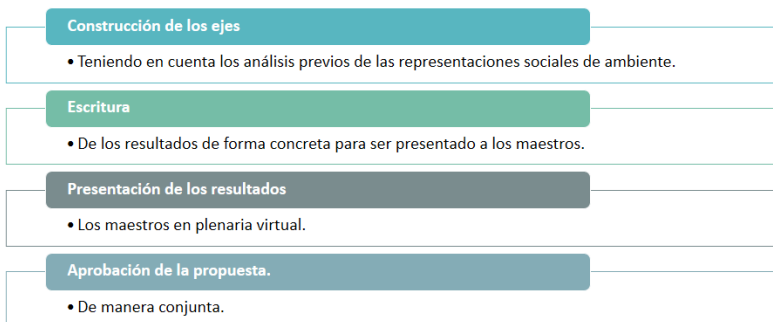 Construcción de los ejes
• Teniendo en cuenta los análisis previos de las representaciones sociales de ambiente.
Escritura
• De los resultados de forma concreta para ser presentado a los maestros.
Presentación de los resultados
• Los maestros en plenaria virtual.
Aprobación de la propuesta.
• De manera conjunta.